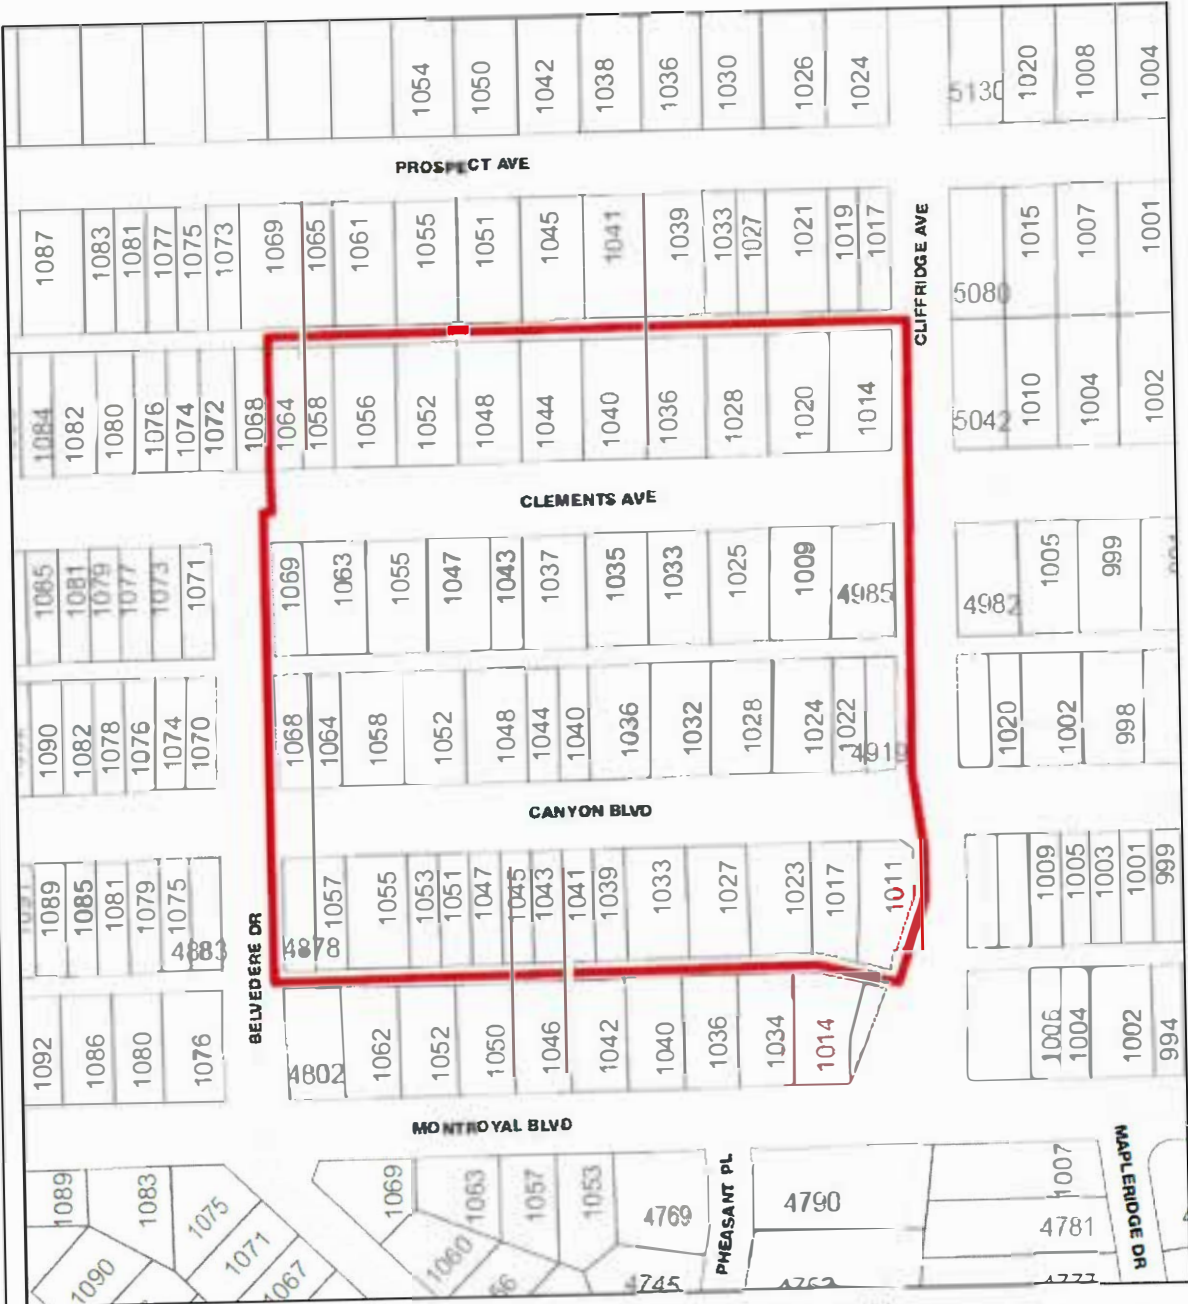 1054 1050 1042 1038 1036 1030 1026 1024 5130 1020 1008 1004
PROSPECT AVE
1087 1083 1081 1077 1075 1073 1069 1065 1061 1055 1051 1045 1041 1039 1033 1027 1021 1019 1017 1015 1007 1001
CLIFFRIDGE AVE
5080
1084 1082 1080 1076 1074 1072 1068 1064 1058 1056 1052 1048 1044 1040 1036 1028 1020 1014 5042 1010 1004 1002
CLEMENTS AVE
1085 1081 1079 1077 1073 1071 1069 1063 1055 1047 1043 1037 1035 1033 1025 1009 4985 4982 1005 999
1090 1082 1078 1076 1074 1070 1068 1064 1058 1052 1048 1044 1040 1036 1032 1028 1024 1022 4919 1020 1002 998
CANYON BLVD
1089 1085 1081 1079 1075 4883 4878 1057 1055 1053 1051 1047 1045 1043 1041 1039 1033 1027 1023 1017 1011 1009 1005 1003 1001 999
BELVEDERE DR
1092 1086 1080 1076 4802 1062 1052 1050 1046 1042 1040 1036 1034 1014 1006 1004 1002 994
MONTROYAL BLVD
1089 1083 1075 1069 1063 1057 1053 4769 4790 1007
PHEASANT PL
MAPLERIDGE DR
4781
1090 1071 1067 1060 4745 4777